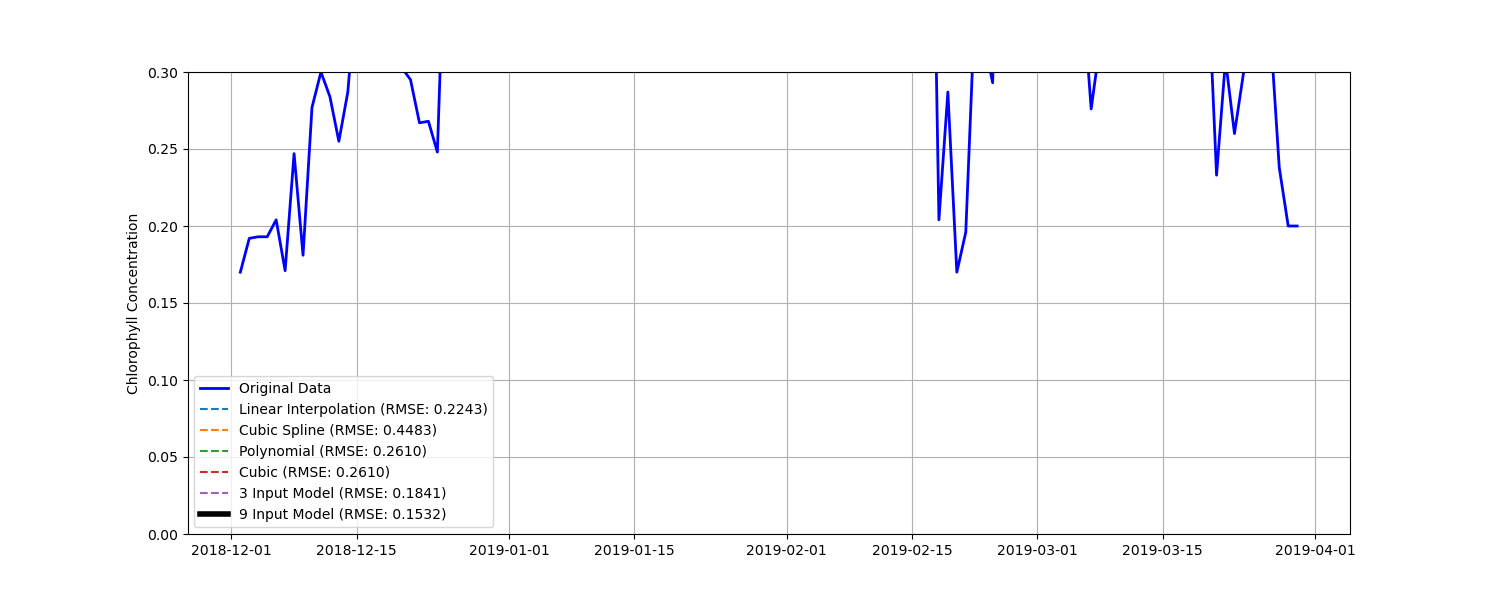 0.30
0.25
0.20
0.15
0.10
0.05
0.00
Chlorophyll Concentration
Original Data
Linear Interpolation (RMSE: 0.2243)
Cubic Spline (RMSE: 0.4483)
Polynomial (RMSE: 0.2610)
Cubic (RMSE: 0.2610)
3 Input Model (RMSE: 0.1841)
9 Input Model (RMSE: 0.1532)
2018-12-01 2018-12-15 2019-01-01 2019-01-15 2019-02-01 2019-02-15 2019-03-01 2019-03-15 2019-04-01